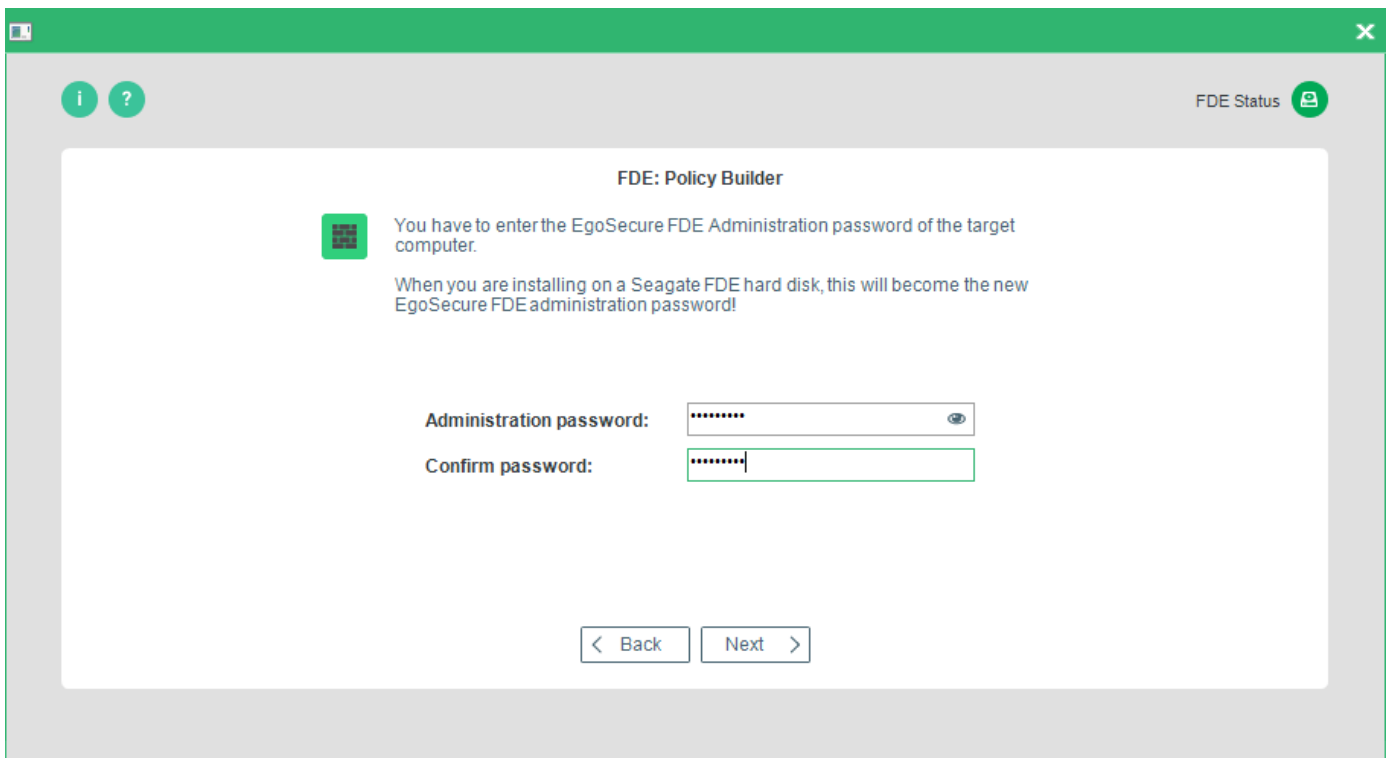 i ?
FDE Status
FDE: Policy Builder
You have to enter the EgoSecure FDE Administration password of the target
computer.
When you are installing on a Seagate FDE hard disk, this will become the new
EgoSecure FDE administration password!
Administration password: •••••••••
Confirm password: •••••••••
Back
Next